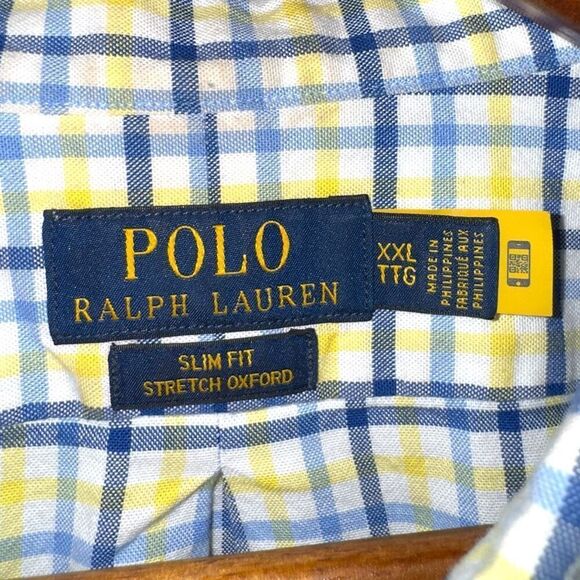 POLO
RALPH LAUREN
SLIM FIT
STRETCH OXFORD
XXL
TTG
MADE IN
PHILIPPINES
FABRIQUÉ AUX
PHILIPPINES